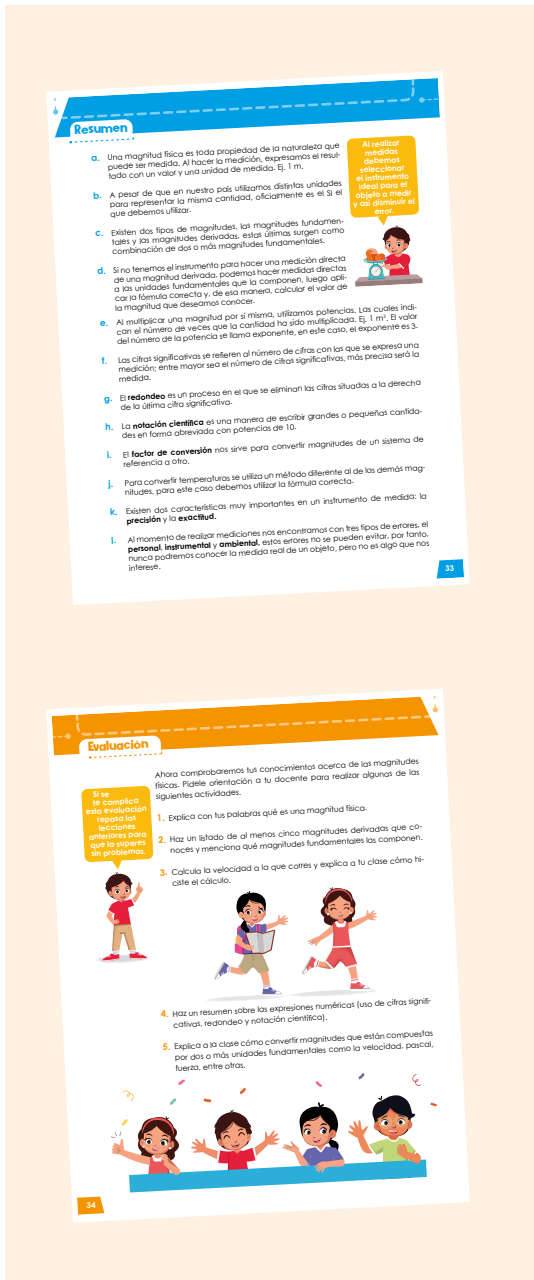 Resumen
a. Una magnitud física es toda propiedad de la naturaleza que
puede ser medida. Al hacer la medición, expresamos el resul-
tado con un valor y una unidad de medida. Ej. 1 m.
b. A pesar de que en nuestro país utilizamos distintas unidades
para representar la misma cantidad, oficialmente es el SI el
que debemos utilizar.
c. Existen dos tipos de magnitudes, las magnitudes fundamen-
tales y las magnitudes derivadas, estas últimas surgen como
combinación de dos o más magnitudes fundamentales.
d. Si no tenemos el instrumento para hacer una medición directa
de una magnitud derivada, podemos hacer medidas directas
a las unidades fundamentales que la componen, luego apli-
car la fórmula correcta y, de esa manera, calcular el valor de
la magnitud que deseamos conocer.
e. Al multiplicar una magnitud por sí misma, utilizamos potencias. Las cuales indi-
can el número de veces que la cantidad ha sido multiplicada. Ej. 1 m³. El valor
del número de la potencia se llama exponente, en este caso, el exponente es 3.
f. Las cifras significativas se refieren al número de cifras con las que se expresa una
medición; entre mayor sea el número de cifras significativas, más precisa será la
medida.
g. El redondeo es un proceso en el que se eliminan las cifras situadas a la derecha
de la última cifra significativa.
h. La notación científica es una manera de escribir grandes o pequeñas cantida-
des en forma abreviada con potencias de 10.
i. El factor de conversión nos sirve para convertir magnitudes de un sistema de
referencia a otro.
j. Para convertir temperaturas se utiliza un método diferente al de las demás mag-
nitudes, para este caso debemos utilizar la fórmula correcta.
k. Existen dos características muy importantes en un instrumento de medida: la
precisión y la exactitud.
l. Al momento de realizar mediciones nos encontramos con tres tipos de errores, el
personal, instrumental y ambiental, estos errores no se pueden evitar, por tanto,
nunca podremos conocer la medida real de un objeto, pero no es algo que nos
interese.
Al realizar
medidas
debemos
seleccionar
el instrumento
ideal para el
objeto a medir
y así disminuir el
error.
33
Evaluación
Si se
te complica
esta evaluación
repasa las
lecciones
anteriores para
que la superes
sin problemas.
Ahora comprobaremos tus conocimientos acerca de las magnitudes
físicas. Pídele orientación a tu docente para realizar algunas de las
siguientes actividades.
1. Explica con tus palabras qué es una magnitud física.
2. Haz un listado de al menos cinco magnitudes derivadas que co-
noces y menciona qué magnitudes fundamentales las componen.
3. Calcula la velocidad a la que corres y explica a tu clase cómo hi-
ciste el cálculo.
4. Haz un resumen sobre las expresiones numéricas (uso de cifras signifi-
cativas, redondeo y notación científica).
5. Explica a la clase cómo convertir magnitudes que están compuestas
por dos o más unidades fundamentales como la velocidad, pascal,
fuerza, entre otras.
34